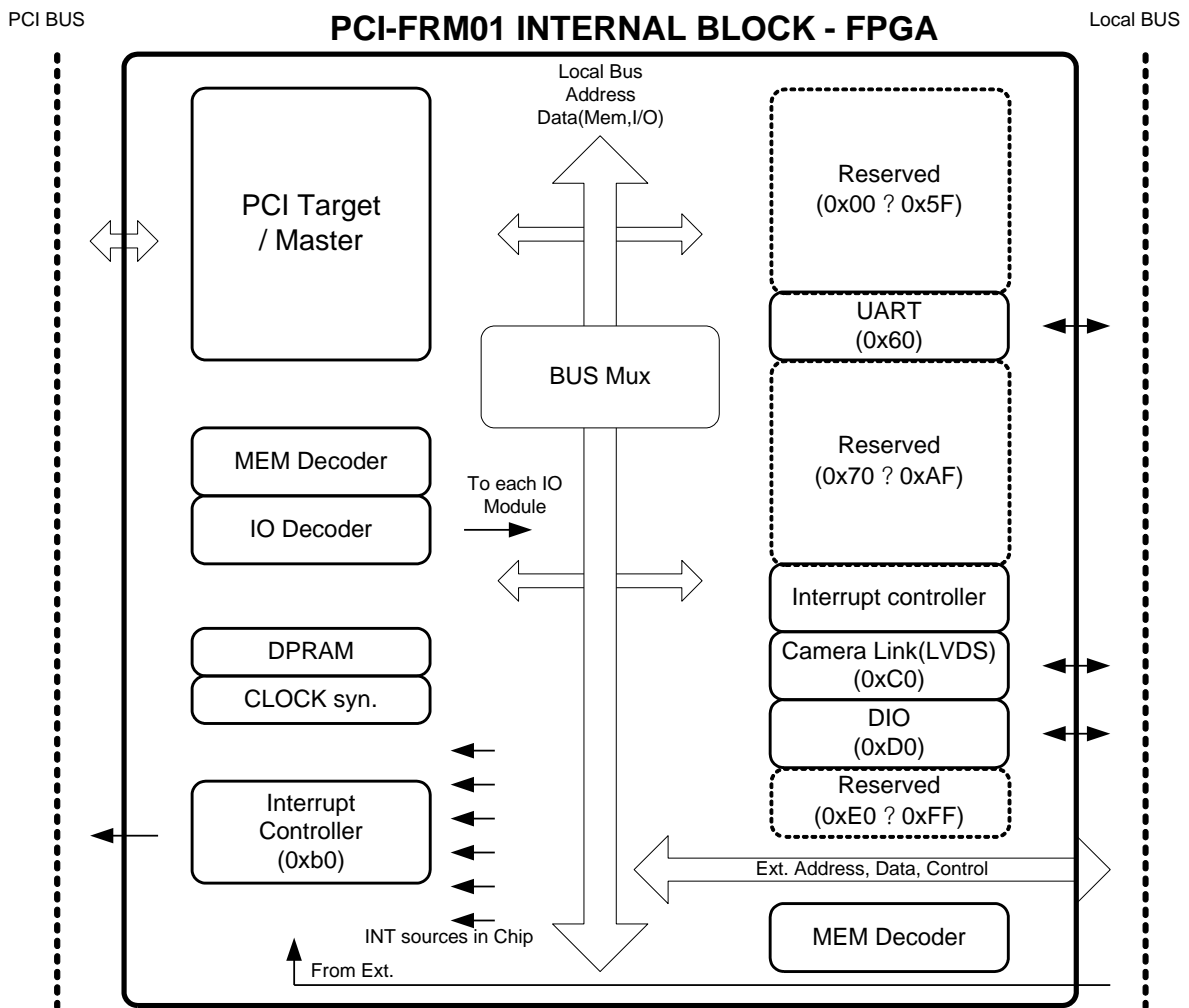 PCI BUS
PCI-FRM01 INTERNAL BLOCK - FPGA
Local BUS
Local Bus
Address
Data(Mem,I/O)
PCI Target
/ Master
Reserved
(0x00 ? 0x5F)
UART
(0x60)
BUS Mux
MEM Decoder
IO Decoder
To each IO
Module
Reserved
(0x70 ? 0xAF)
Interrupt controller
DPRAM
CLOCK syn.
Camera Link(LVDS)
(0xC0)
DIO
(0xD0)
Reserved
(0xE0 ? 0xFF)
Interrupt
Controller
(0xb0)
Ext. Address, Data, Control
INT sources in Chip
MEM Decoder
From Ext.